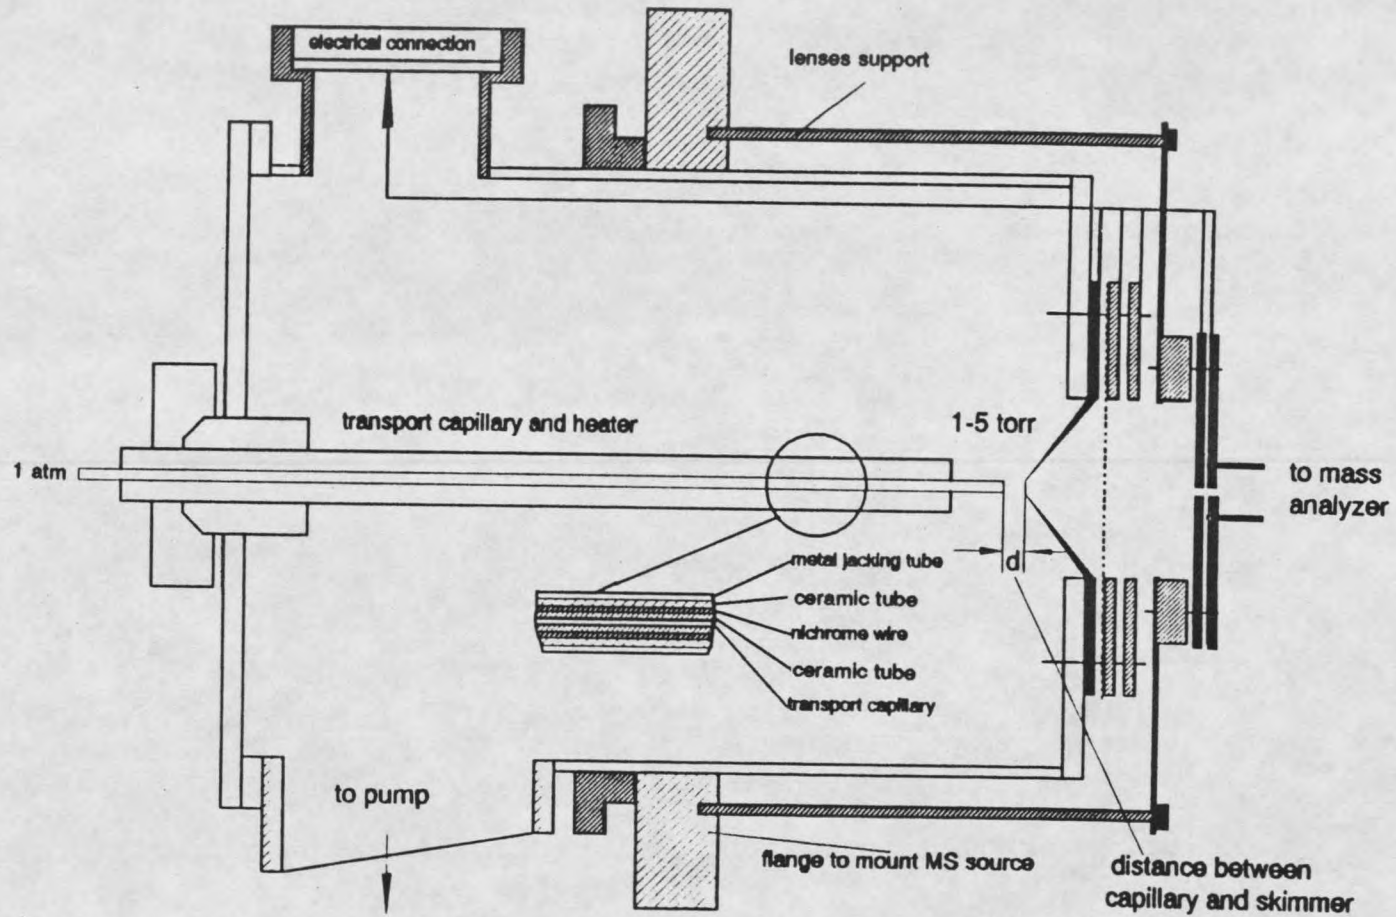 electrical connection
lenses support
transport capillary and heater
1-5 torr
1 atm
to mass
analyzer
d
metal jacking tube
ceramic tube
nichrome wire
ceramic tube
transport capillary
to pump
flange to mount MS source
distance between
capillary and skimmer